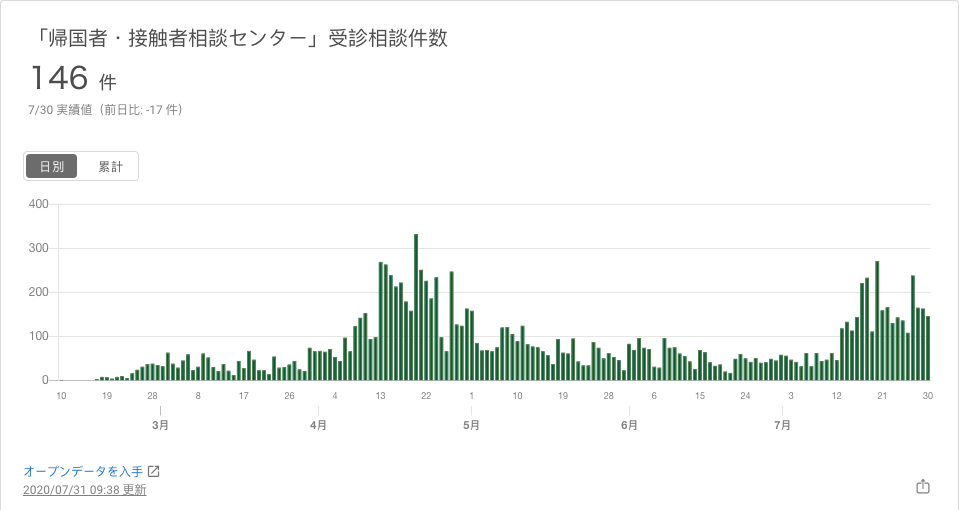 「帰国者・接触者相談センター」受診相談件数
146 件
7/30 実績値（前日比: -17 件）
日別 累計
400
300
200
100
0
10 19 28 8 17 26 4 13 22 1 10 19 28 6 15 24 3 12 21 30
3月 4月 5月 6月 7月
オープンデータを入手
2020/07/31 09:38 更新